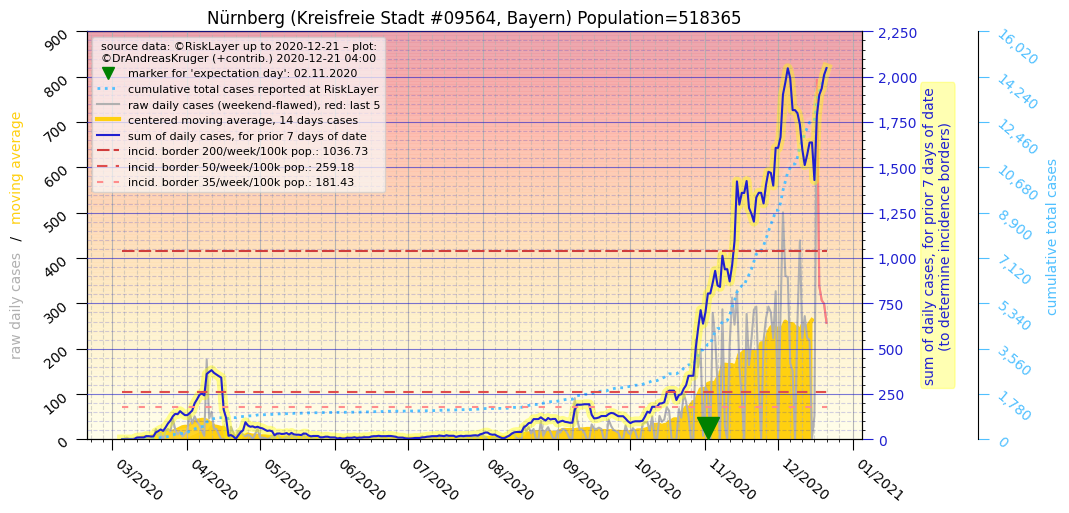 Nürnberg (Kreisfreie Stadt #09564, Bayern) Population=518365
source data: ©RiskLayer up to 2020-12-21 – plot:
©DrAndreasKruger (+contrib.) 2020-12-21 04:00
marker for 'expectation day': 02.11.2020
cumulative total cases reported at RiskLayer
raw daily cases (weekend-flawed), red: last 5
centered moving average, 14 days cases
sum of daily cases, for prior 7 days of date
incid. border 200/week/100k pop.: 1036.73
incid. border 50/week/100k pop.: 259.18
incid. border 35/week/100k pop.: 181.43
raw daily cases / moving average
900
800
700
600
500
400
300
200
100
0
03/2020
04/2020
05/2020
06/2020
07/2020
08/2020
09/2020
10/2020
11/2020
12/2020
01/2021
2,250
2,000
1,750
1,500
1,250
1,000
750
500
250
0
sum of daily cases, for prior 7 days of date
(to determine incidence borders)
16,020
14,240
12,460
10,680
8,900
7,120
5,340
3,560
1,780
0
cumulative total cases